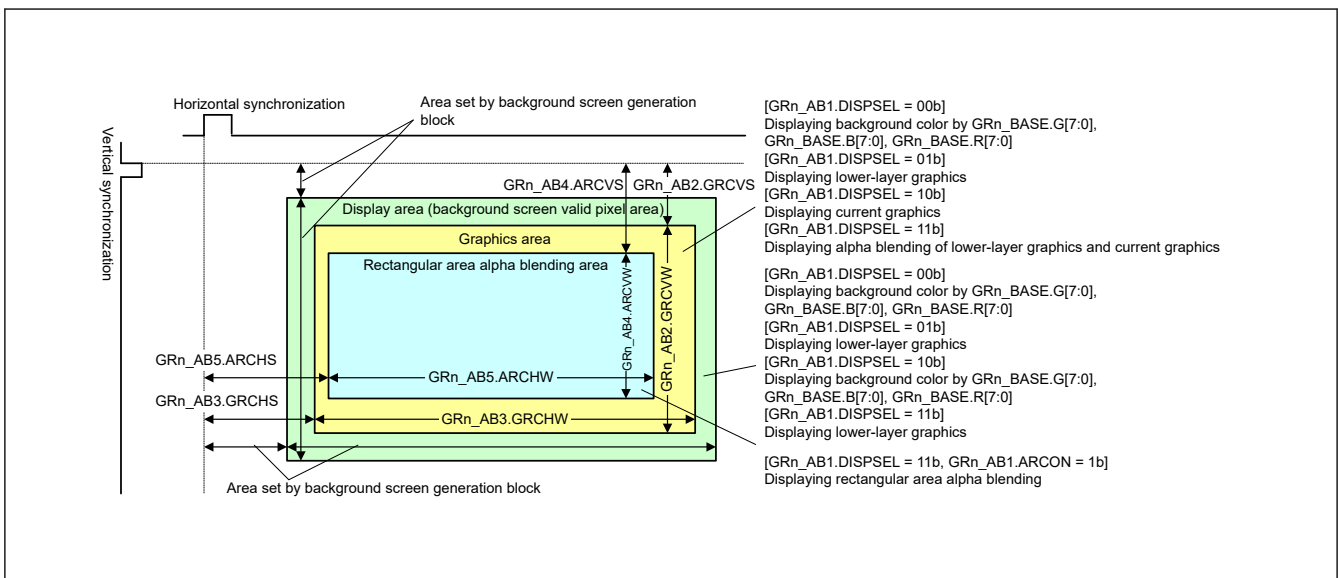 Horizontal synchronization
Area set by background screen generation
block
Vertical synchronization
GRn_AB4.ARCVS
GRn_AB2.GRCVS
Display area (background screen valid pixel area)
Graphics area
Rectangular area alpha blending area
GRn_AB4.ARCVW
GRn_AB2.GRCVW
GRn_AB5.ARCHS
GRn_AB5.ARCHW
GRn_AB3.GRCHS
GRn_AB3.GRCHW
Area set by background screen generation block
[GRn_AB1.DISPSEL = 00b]
Displaying background color by GRn_BASE.G[7:0],
GRn_BASE.B[7:0], GRn_BASE.R[7:0]
[GRn_AB1.DISPSEL = 01b]
Displaying lower-layer graphics
[GRn_AB1.DISPSEL = 10b]
Displaying current graphics
[GRn_AB1.DISPSEL = 11b]
Displaying alpha blending of lower-layer graphics and current graphics
[GRn_AB1.DISPSEL = 00b]
Displaying background color by GRn_BASE.G[7:0],
GRn_BASE.B[7:0], GRn_BASE.R[7:0]
[GRn_AB1.DISPSEL = 01b]
Displaying lower-layer graphics
[GRn_AB1.DISPSEL = 10b]
Displaying background color by GRn_BASE.G[7:0],
GRn_BASE.B[7:0], GRn_BASE.R[7:0]
[GRn_AB1.DISPSEL = 11b]
Displaying lower-layer graphics
[GRn_AB1.DISPSEL = 11b, GRn_AB1.ARCON = 1b]
Displaying rectangular area alpha blending